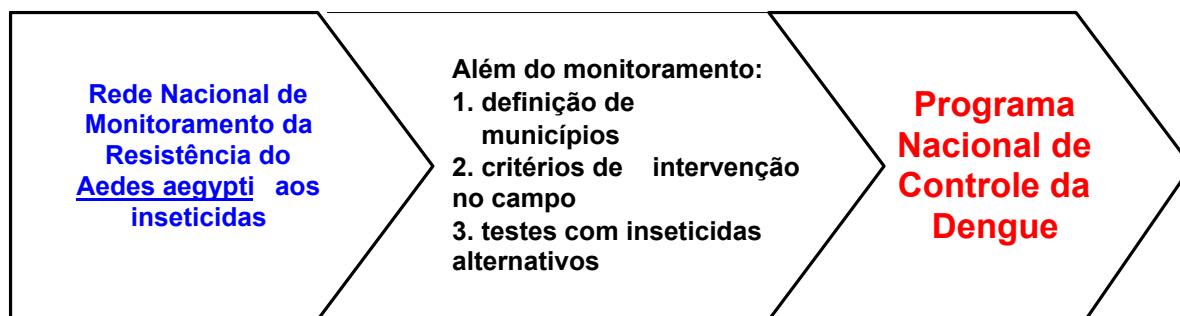 Rede Nacional de
Monitoramento da
Resistência do
Aedes aegypti aos
inseticidas
Além do monitoramento:
1. definição de
municípios
2. critérios de intervenção
no campo
3. testes com inseticidas
alternativos
Programa
Nacional de
Controle da
Dengue